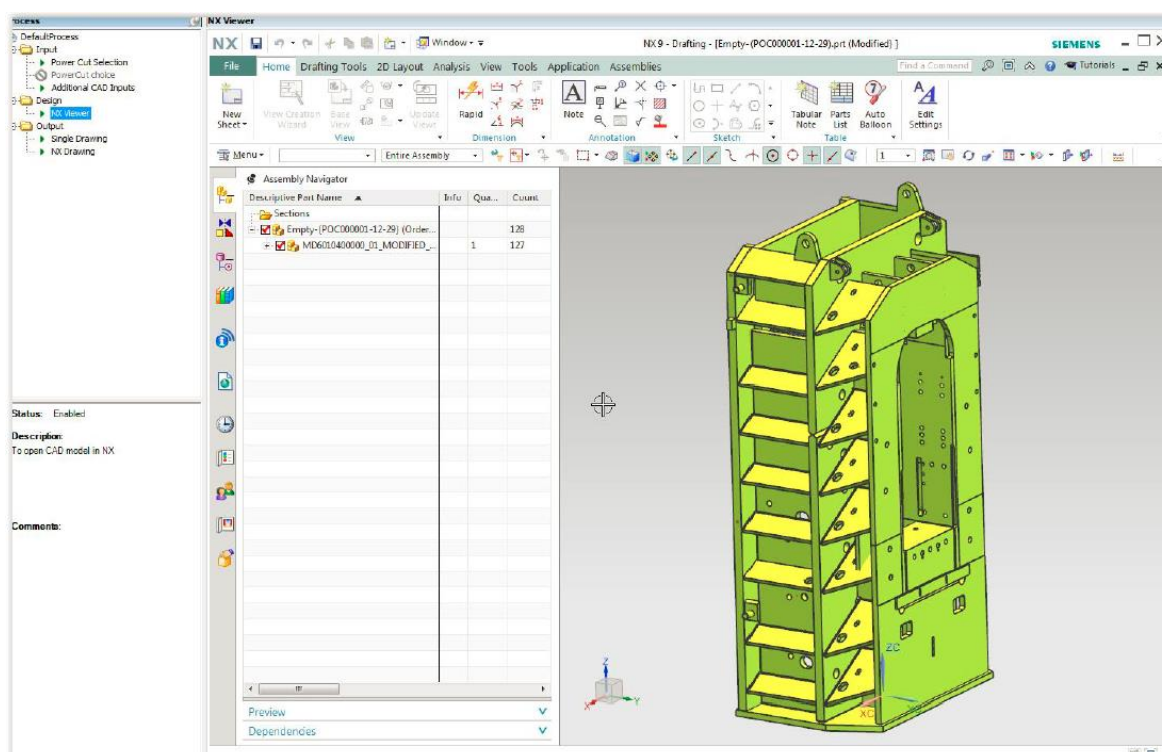 NX Viewer
DefaultProcess
Input
Power Cut Selection
PowerCut choice
Additional CAD Inputs
Design
NX Viewer
Output
Single Drawing
NX Drawing
Status: Enabled
Description:
To open CAD model in NX
Comments:
NX
Window
NX 9 - Drafting - [Empty-(POC000001-12-29).prt (Modified) ]
SIEMENS
File Home Drafting Tools 2D Layout Analysis View Tools Application Assemblies
Find a Command
Tutorials
New Sheet
View Creation Wizard
Base View
Update Views
View
Rapid
Dimension
Note
Annotation
Sketch
Tabular Note
Parts List
Auto Balloon
Table
Edit Settings
Menu
Entire Assembly
1
Assembly Navigator
Descriptive Part Name Info Qua... Count
Sections
Empty-(POC000001-12-29) (Order... 128
MD6010400000_01_MODIFIED_... 1 127
Preview
Dependencies
Z
X
Y
ZC
XC